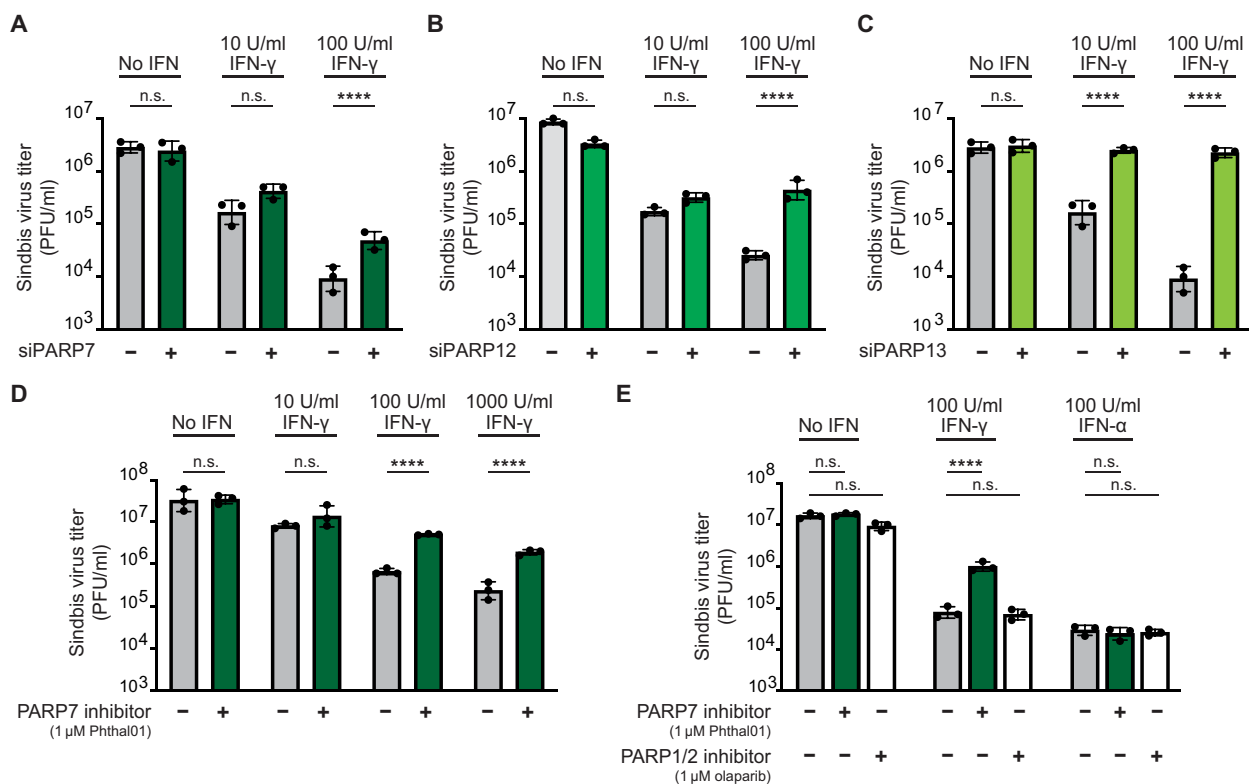 A
No IFN
10 U/ml
IFN-γ
100 U/ml
IFN-γ
n.s.
n.s.
****
Sindbis virus titer
(PFU/ml)
10⁷
10⁶
10⁵
10⁴
10³
siPARP7
− + − + − +
B
No IFN
10 U/ml
IFN-γ
100 U/ml
IFN-γ
n.s.
n.s.
****
Sindbis virus titer
(PFU/ml)
10⁷
10⁶
10⁵
10⁴
10³
siPARP12
− + − + − +
C
No IFN
10 U/ml
IFN-γ
100 U/ml
IFN-γ
n.s.
****
****
Sindbis virus titer
(PFU/ml)
10⁷
10⁶
10⁵
10⁴
10³
siPARP13
− + − + − +
D
No IFN
10 U/ml
IFN-γ
100 U/ml
IFN-γ
1000 U/ml
IFN-γ
n.s.
n.s.
****
****
Sindbis virus titer
(PFU/ml)
10⁸
10⁷
10⁶
10⁵
10⁴
10³
PARP7 inhibitor
(1 µM Phthal01)
− + − + − + − +
E
No IFN
100 U/ml
IFN-γ
100 U/ml
IFN-α
n.s.
n.s.
****
n.s.
n.s.
n.s.
Sindbis virus titer
(PFU/ml)
10⁸
10⁷
10⁶
10⁵
10⁴
10³
PARP7 inhibitor
(1 µM Phthal01)
− + − − + − − + −
PARP1/2 inhibitor
(1 µM olaparib)
− − + − − + − − +